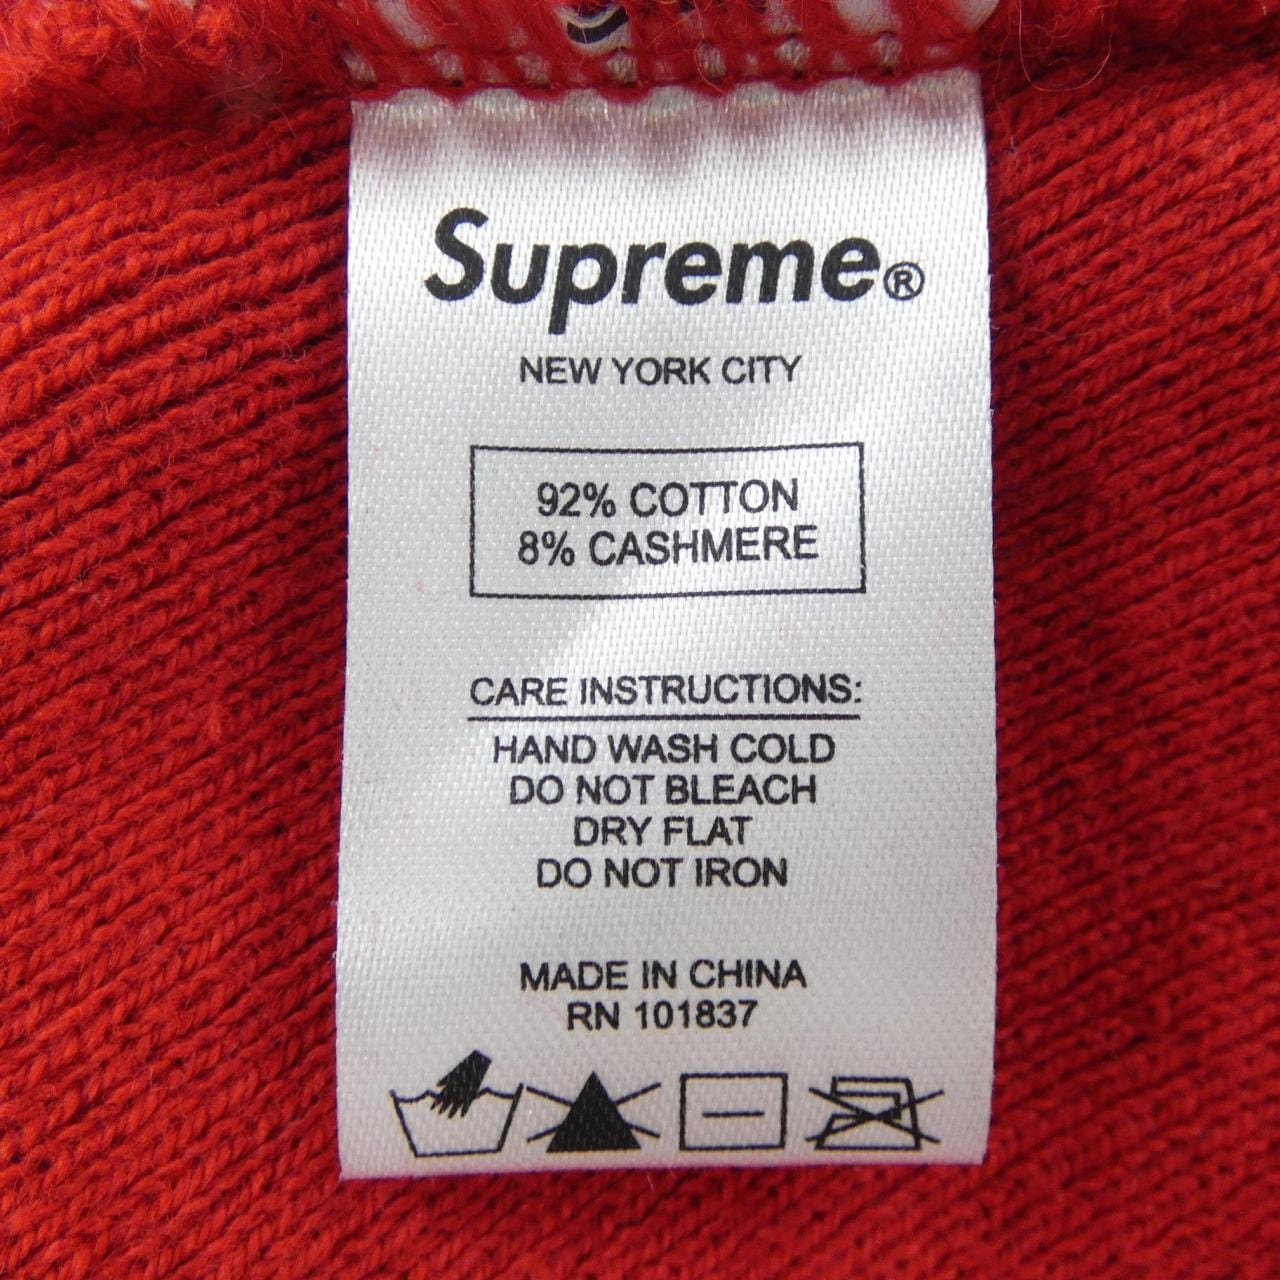 Supreme®
NEW YORK CITY
92% COTTON
8% CASHMERE
CARE INSTRUCTIONS:
HAND WASH COLD
DO NOT BLEACH
DRY FLAT
DO NOT IRON
MADE IN CHINA
RN 101837